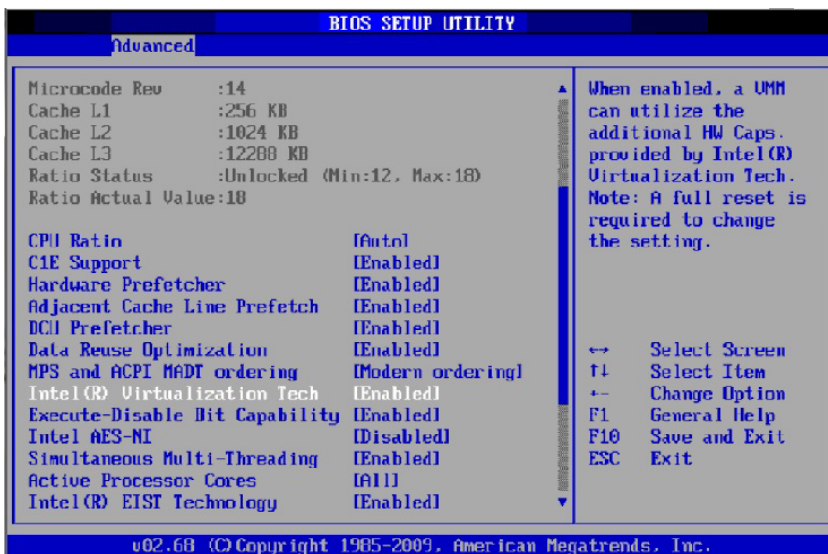 BIOS SETUP UTILITY
Advanced
Microcode Rev :14
Cache L1 :256 KB
Cache L2 :1024 KB
Cache L3 :12288 KB
Ratio Status :Unlocked (Min:12, Max:18)
Ratio Actual Value:18
CPU Ratio [Auto]
C1E Support [Enabled]
Hardware Prefetcher [Enabled]
Adjacent Cache Line Prefetch [Enabled]
DCU Prefetcher [Enabled]
Data Reuse Optimization [Enabled]
MPS and ACPI MADT ordering [Modern ordering]
Intel(R) Virtualization Tech [Enabled]
Execute-Disable Bit Capability [Enabled]
Intel AES-NI [Disabled]
Simultaneous Multi-Threading [Enabled]
Active Processor Cores [All]
Intel(R) EIST Technology [Enabled]
When enabled, a VMM
can utilize the
additional HW Caps.
provided by Intel(R)
Virtualization Tech.
Note: A full reset is
required to change
the setting.
↔ Select Screen
↑↓ Select Item
+- Change Option
F1 General Help
F10 Save and Exit
ESC Exit
v02.68 (C)Copyright 1985-2009, American Megatrends, Inc.